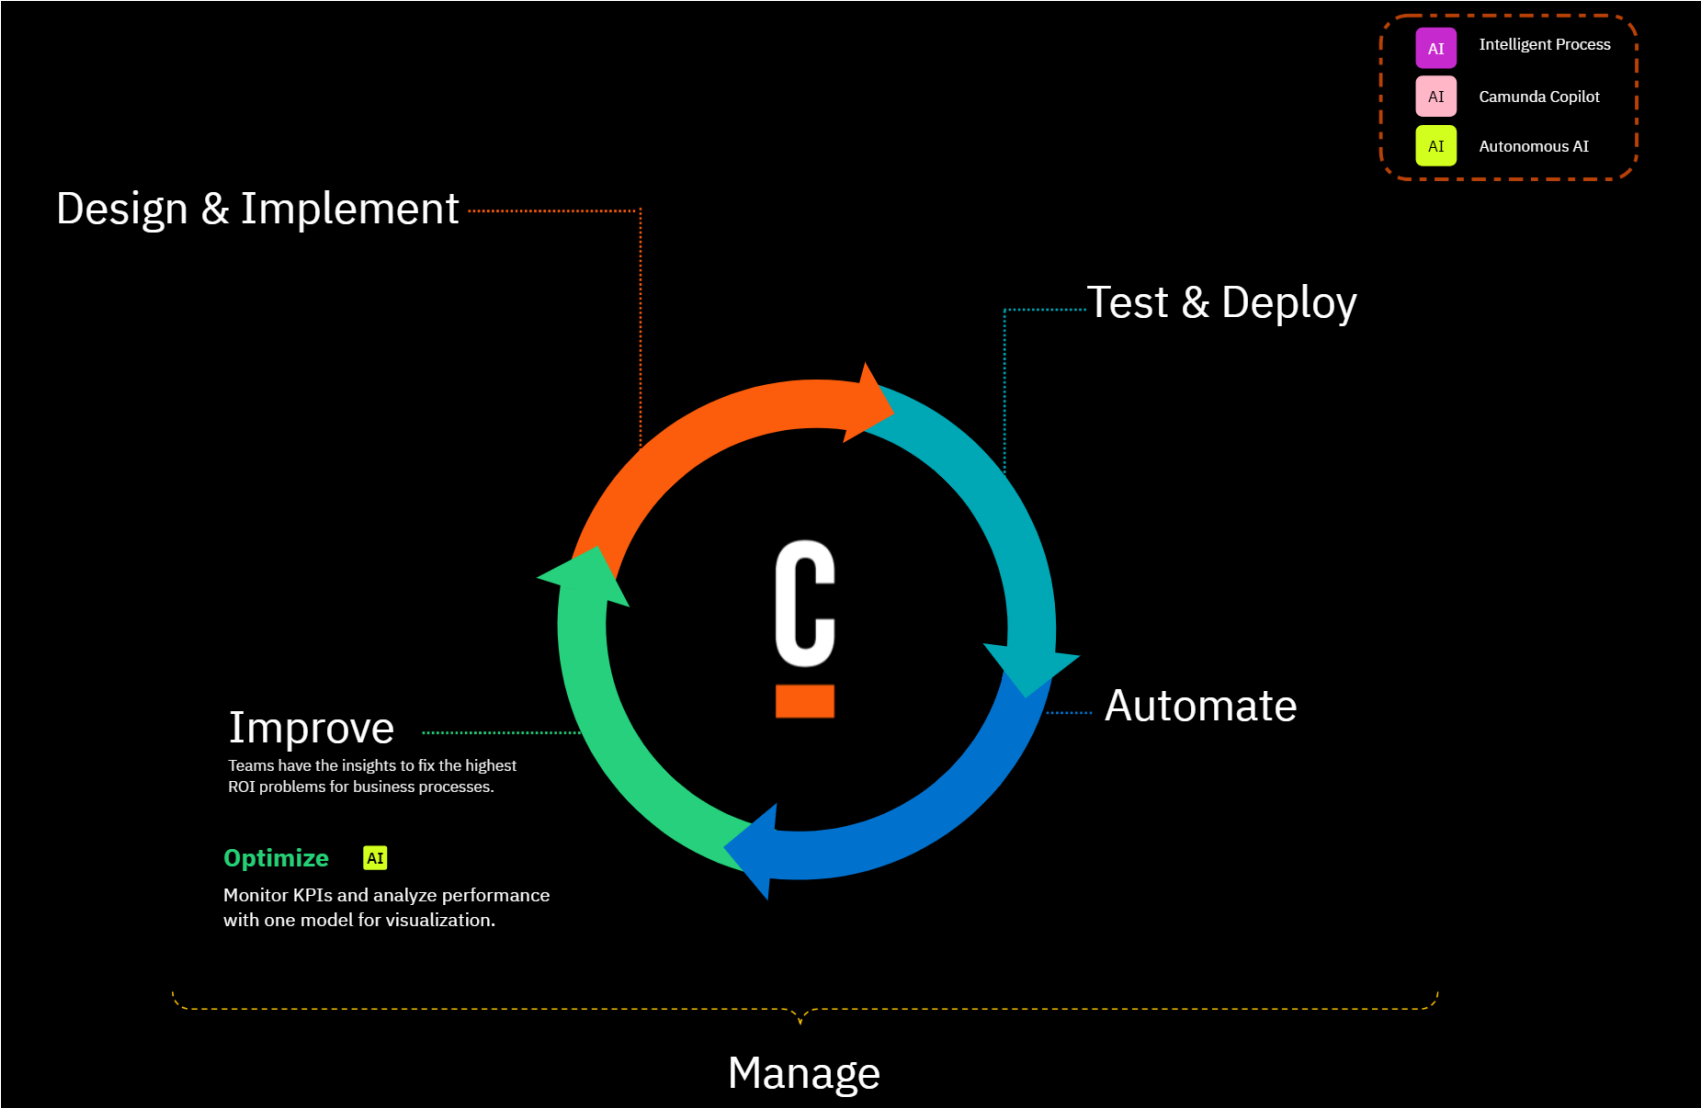 AI Intelligent Process
AI Camunda Copilot
AI Autonomous AI
Design & Implement
Test & Deploy
C
Automate
Improve
Teams have the insights to fix the highest
ROI problems for business processes.
Optimize AI
Monitor KPIs and analyze performance
with one model for visualization.
Manage